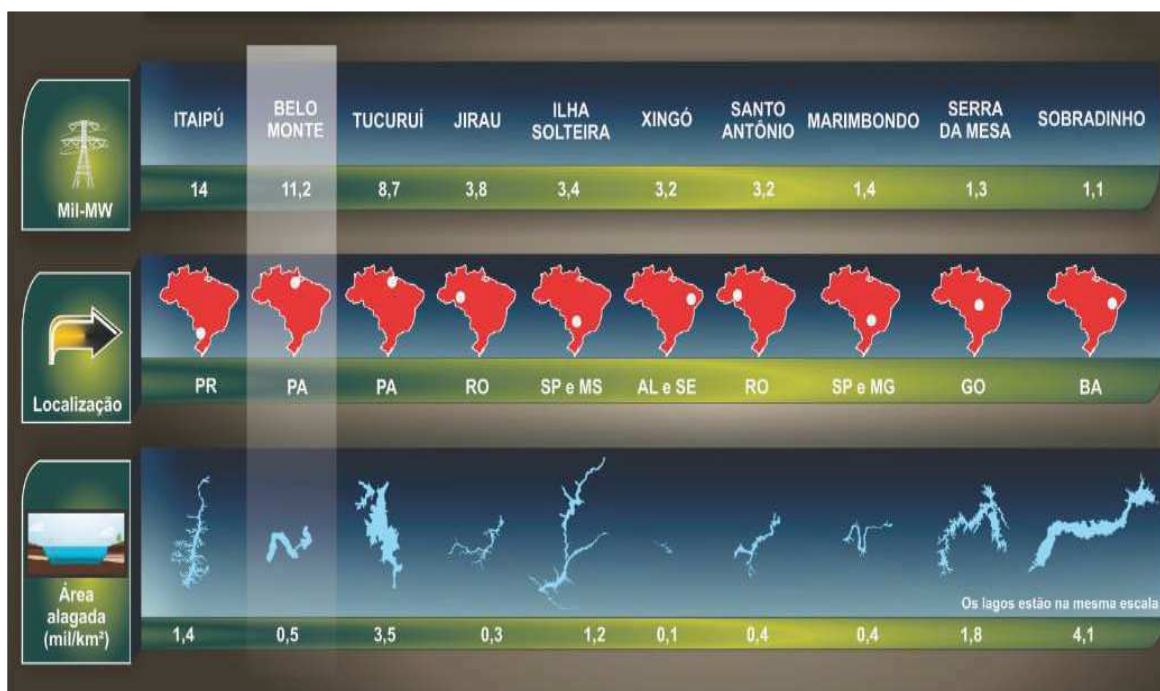 ITAIPÚ
BELO
MONTE
TUCURUÍ
JIRAU
ILHA
SOLTEIRA
XINGÓ
SANTO
ANTÔNIO
MARIMBONDO
SERRA
DA MESA
SOBRADINHO
Mil-MW
14 11,2 8,7 3,8 3,4 3,2 3,2 1,4 1,3 1,1
Localização
PR PA PA RO SP e MS AL e SE RO SP e MG GO BA
Área
alagada
(mil/km²)
Os lagos estão na mesma escala
1,4 0,5 3,5 0,3 1,2 0,1 0,4 0,4 1,8 4,1